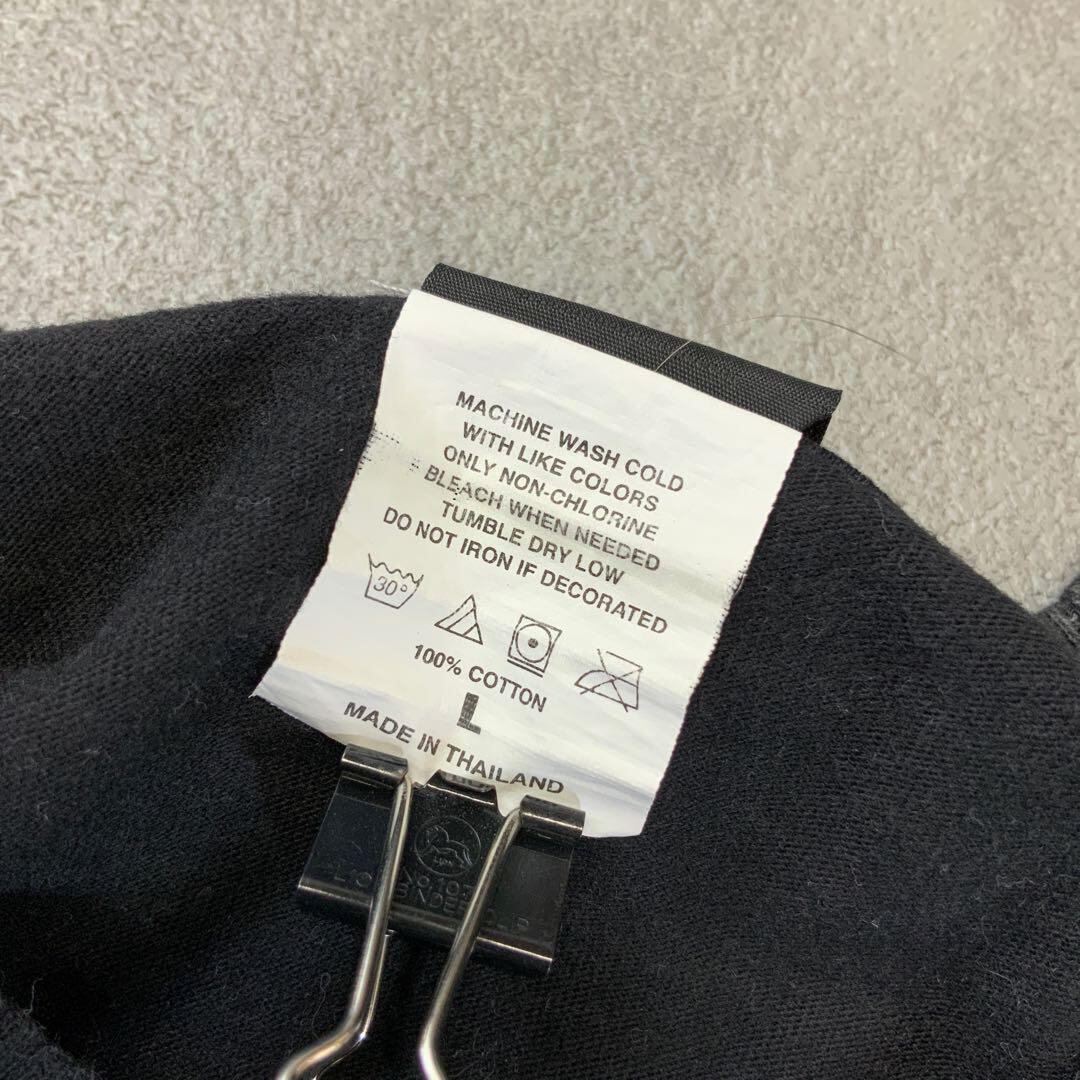 MACHINE WASH COLD
WITH LIKE COLORS
ONLY NON-CHLORINE
BLEACH WHEN NEEDED
TUMBLE DRY LOW
DO NOT IRON IF DECORATED
30°
100% COTTON
L
MADE IN THAILAND
LION